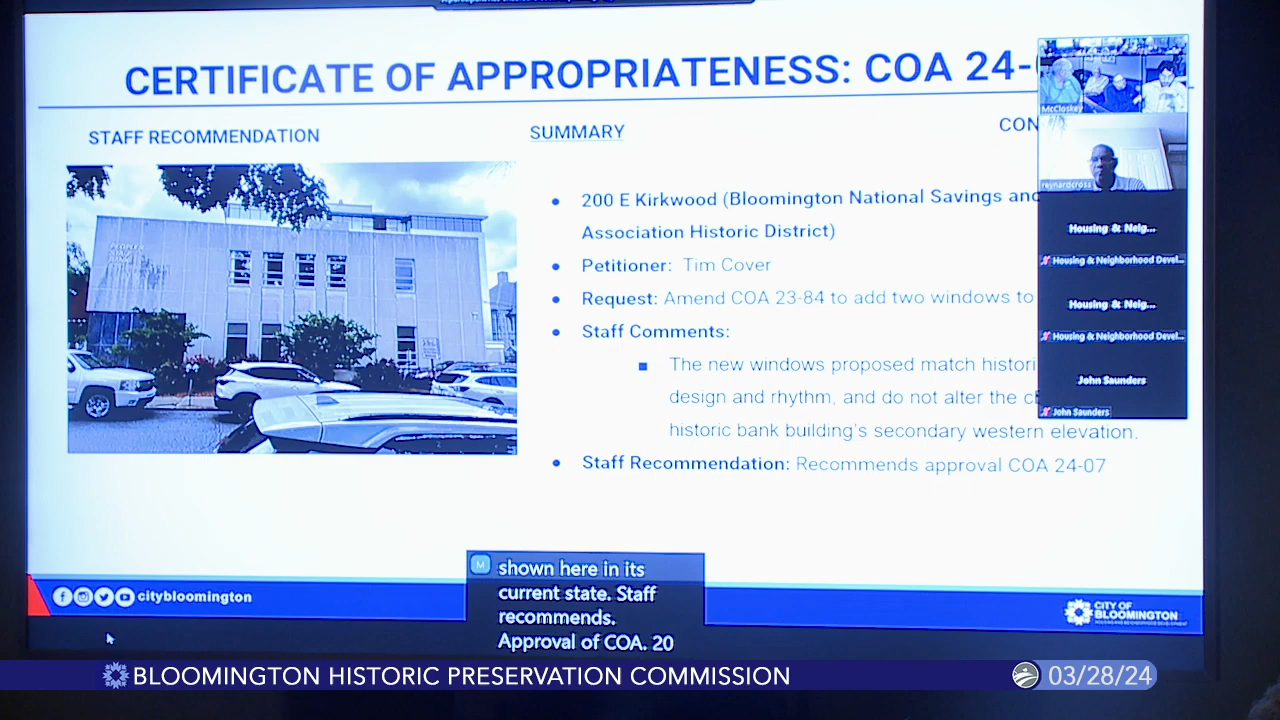 CERTIFICATE OF APPROPRIATENESS: COA 24-
STAFF RECOMMENDATION
SUMMARY
CON
200 E Kirkwood (Bloomington National Savings and
Association Historic District)
Petitioner: Tim Cover
Request: Amend COA 23-84 to add two windows to
Staff Comments:
The new windows proposed match histori
design and rhythm, and do not alter the c
historic bank building's secondary western elevation.
Staff Recommendation: Recommends approval COA 24-07
McCloskey
reynardcross
Housing & Neig...
Housing & Neighborhood Devel...
Housing & Neig...
Housing & Neighborhood Devel...
John Saunders
John Saunders
PEOPLES
M
shown here in its
current state. Staff
recommends.
Approval of COA. 20
citybloomington
CITY OF
BLOOMINGTON
BLOOMINGTON HISTORIC PRESERVATION COMMISSION
03/28/24